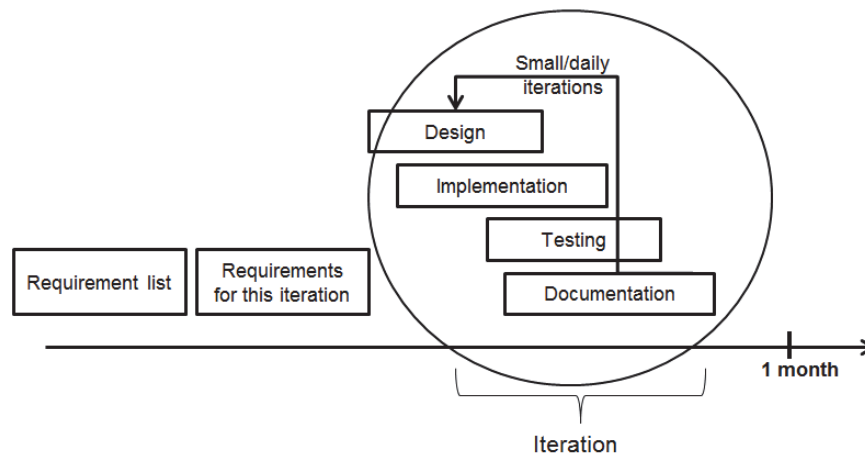 Small/daily
iterations
Design
Implementation
Testing
Requirement list
Requirements
for this iteration
Documentation
1 month
Iteration